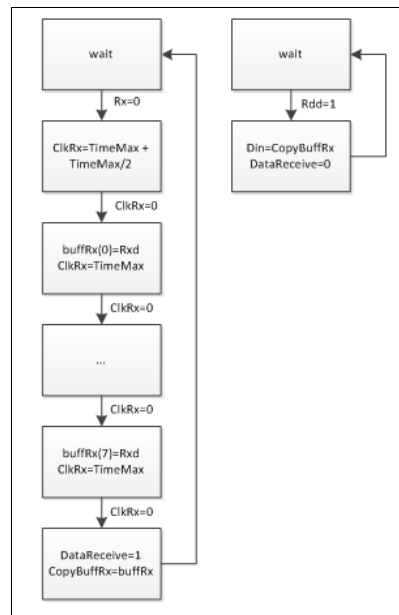 wait
Rx=0
ClkRx=TimeMax +
TimeMax/2
ClkRx=0
buffRx(0)=Rxd
ClkRx=TimeMax
ClkRx=0
...
ClkRx=0
buffRx(7)=Rxd
ClkRx=TimeMax
ClkRx=0
DataReceive=1
CopyBuffRx=buffRx
wait
Rdd=1
Din=CopyBuffRx
DataReceive=0